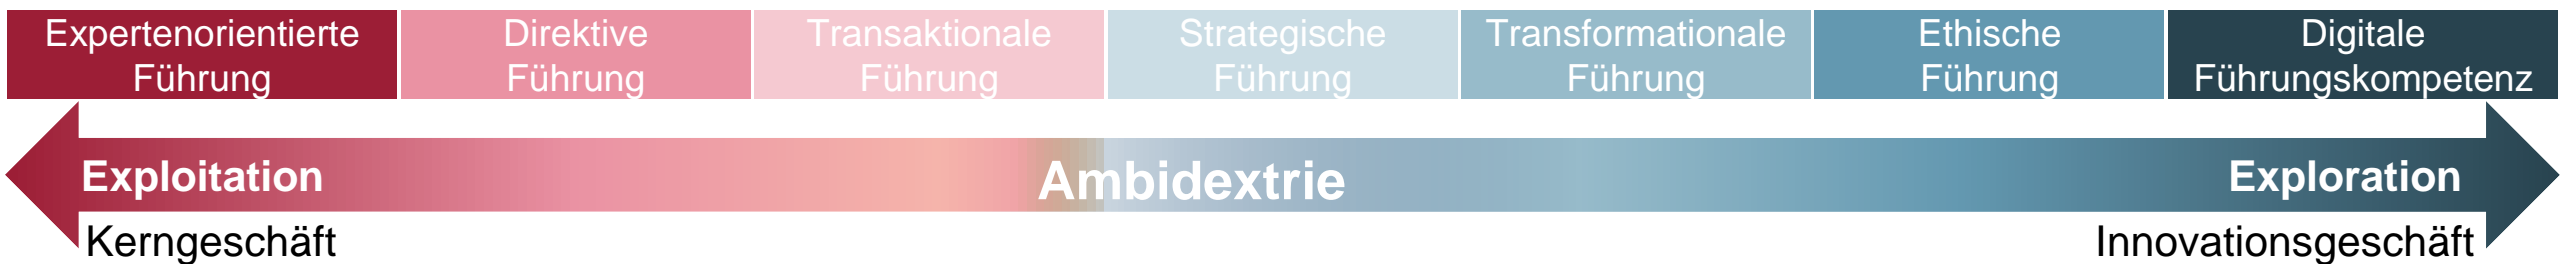 Expertenorientierte
Führung
Direktive
Führung
Transaktionale
Führung
Strategische
Führung
Transformationale
Führung
Ethische
Führung
Digitale
Führungskompetenz
Exploitation
Ambidextrie
Exploration
Kerngeschäft
Innovationsgeschäft